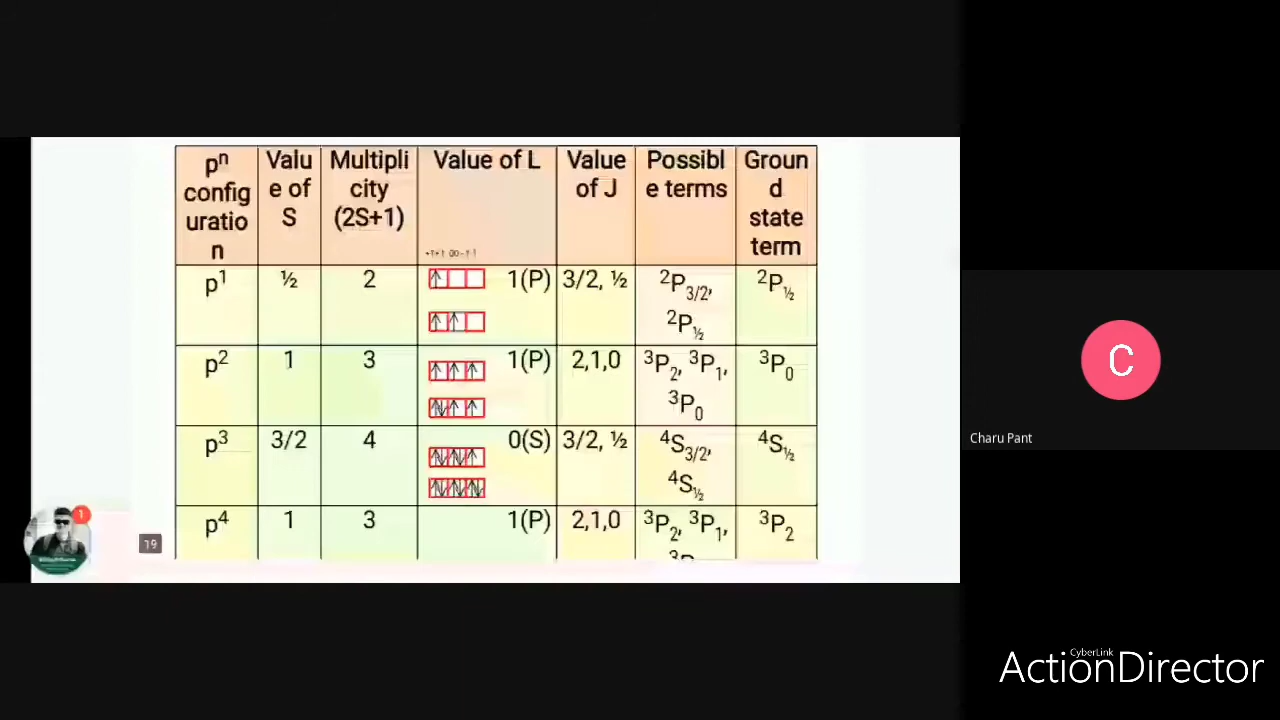 pⁿ configuration | Value of S | Multiplicity (2S+1) | Value of L | Value of J | Possible terms | Ground state term
p¹ | ½ | 2 | 1(P) | 3/2, ½ | ²P₃/₂, ²P½ | ²P½
p² | 1 | 3 | 1(P) | 2,1,0 | ³P₂, ³P₁, ³P₀ | ³P₀
p³ | 3/2 | 4 | 0(S) | 3/2, ½ | ⁴S₃/₂, ⁴S½ | ⁴S½
p⁴ | 1 | 3 | 1(P) | 2,1,0 | ³P₂, ³P₁, | ³P₂
1
19
C
Charu Pant
CyberLink
ActionDirector